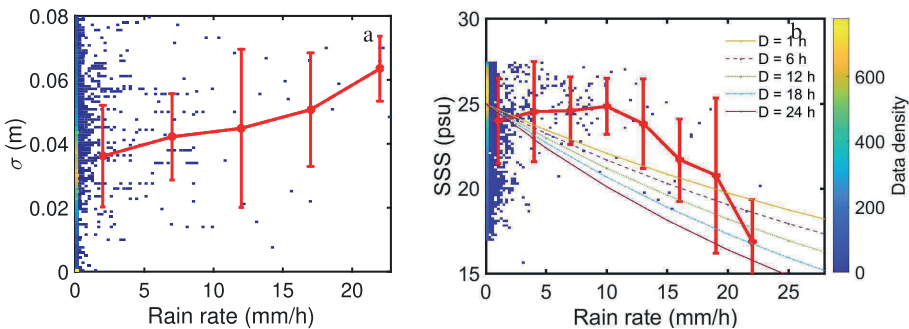 a
0.08
0.06
0.04
0.02
0
σ (m)
0 5 10 15 20
Rain rate (mm/h)
b
30
25
20
15
SSS (psu)
D = 1 h
D = 6 h
D = 12 h
D = 18 h
D = 24 h
0 5 10 15 20 25
Rain rate (mm/h)
600
400
200
0
Data density